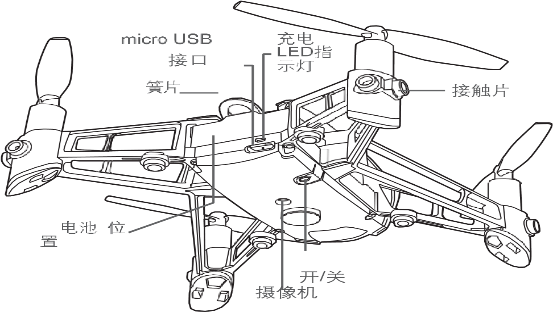 micro USB
接口
充电
LED指
示灯
簧片
接触片
电池 位
置
开/关
摄像机